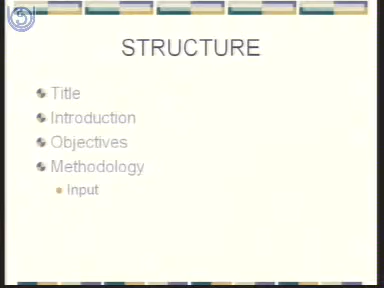 STRUCTURE
Title
Introduction
Objectives
Methodology
Input